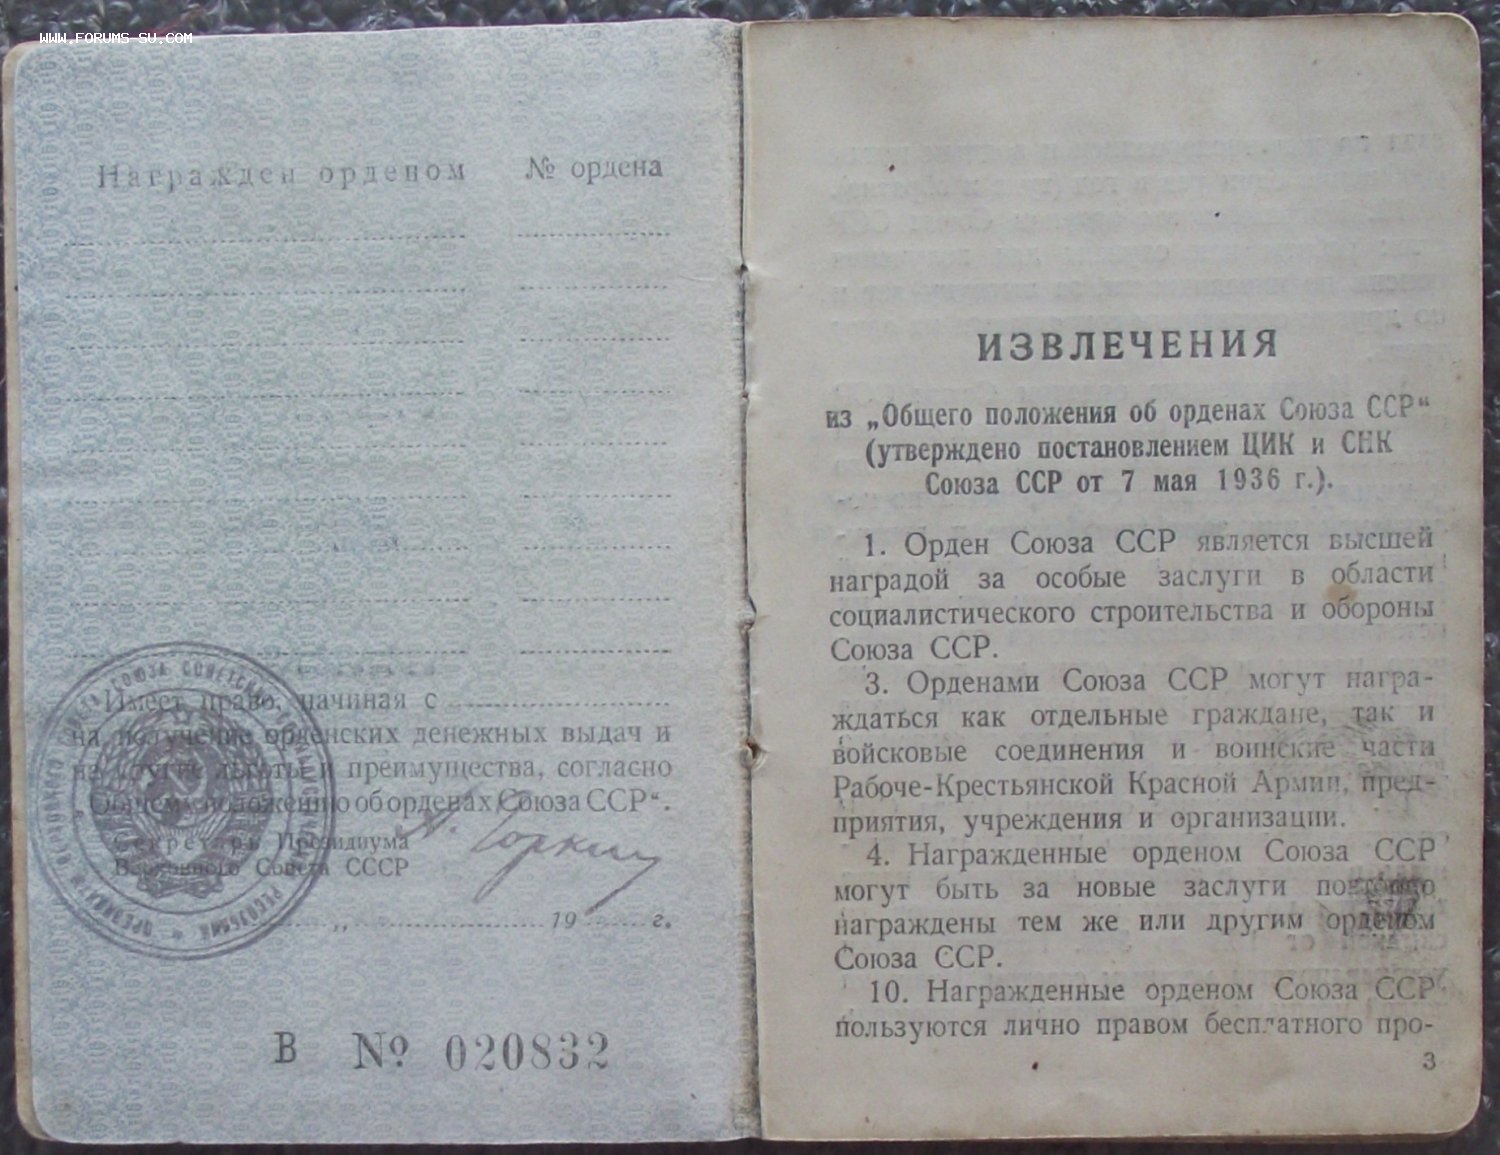 WWW.FORUMS-SU.COM
Награжден орденом № ордена
Имеет право, начиная с
на получение орденских денежных выдач и
на другие льготы и преимущества, согласно
„Общему положению об орденах Союза ССР“.
Секретарь Президиума
Верховного Совета СССР
А. Горкин
„ 19 г.
В № 020832
ИЗВЛЕЧЕНИЯ
из „Общего положения об орденах Союза ССР“
(утверждено постановлением ЦИК и СНК
Союза ССР от 7 мая 1936 г.).
1. Орден Союза ССР является высшей
наградой за особые заслуги в области
социалистического строительства и обороны
Союза ССР.
3. Орденами Союза ССР могут награ-
ждаться как отдельные граждане, так и
войсковые соединения и воинские части
Рабоче-Крестьянской Красной Армии, пред-
приятия, учреждения и организации.
4. Награжденные орденом Союза ССР
могут быть за новые заслуги повторно
награждены тем же или другим орденом
Союза ССР.
10. Награжденные орденом Союза ССР
пользуются лично правом бесплатного про-
3